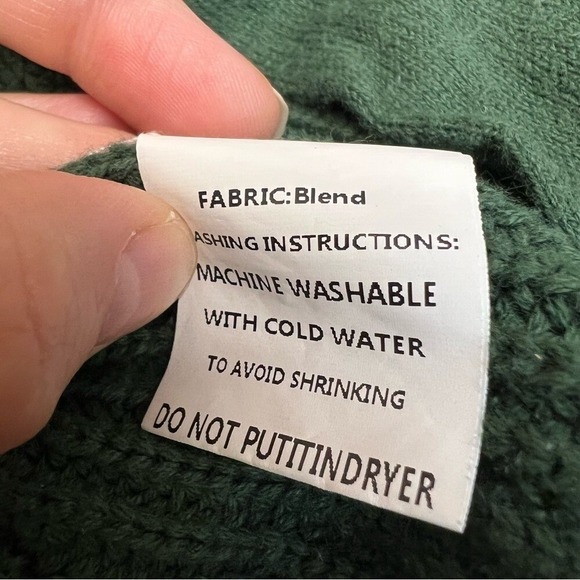 FABRIC:Blend
ASHING INSTRUCTIONS:
MACHINE WASHABLE
WITH COLD WATER
TO AVOID SHRINKING
DO NOT PUTITINDRYER